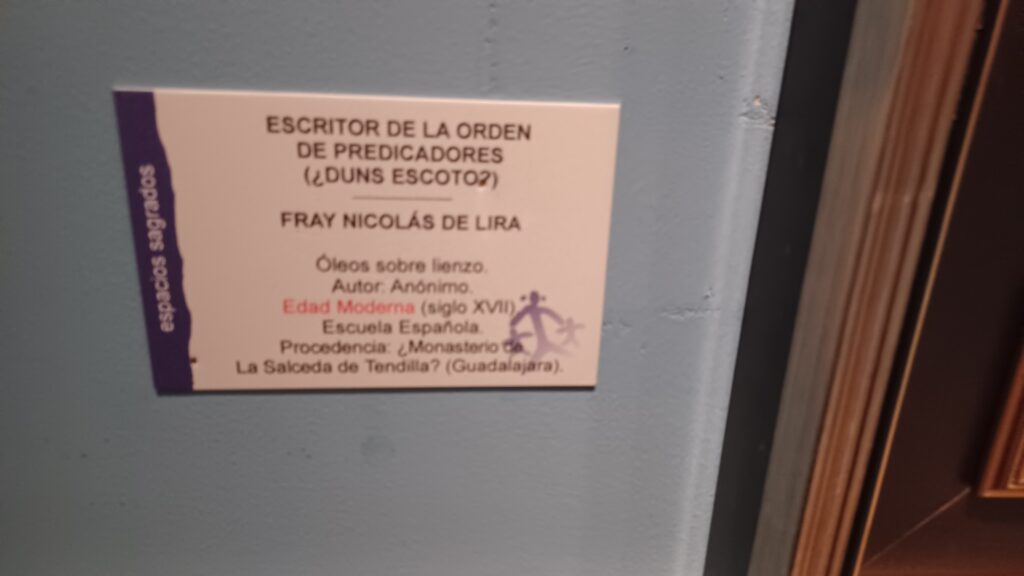 espacios sagrados
ESCRITOR DE LA ORDEN
DE PREDICADORES
(¿DUNS ESCOTO?)
FRAY NICOLÁS DE LIRA
Óleos sobre lienzo.
Autor: Anónimo.
Edad Moderna (siglo XVII)
Escuela Española.
Procedencia: ¿Monasterio de
La Salceda de Tendilla? (Guadalajara).